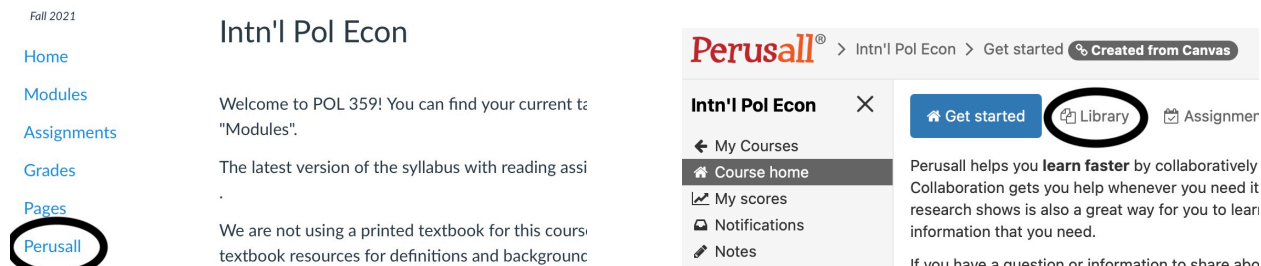 Fall 2021
Home
Modules
Assignments
Grades
Pages
Perusall
Intn'l Pol Econ
Welcome to POL 359! You can find your current ta
"Modules".
The latest version of the syllabus with reading assi
.
We are not using a printed textbook for this course
textbook resources for definitions and background
Perusall® > Intn'l Pol Econ > Get started Created from Canvas
Intn'l Pol Econ
My Courses
Course home
My scores
Notifications
Notes
Get started Library Assignmen
Perusall helps you learn faster by collaboratively
Collaboration gets you help whenever you need it
research shows is also a great way for you to learn
information that you need.
If you have a question or information to share abo